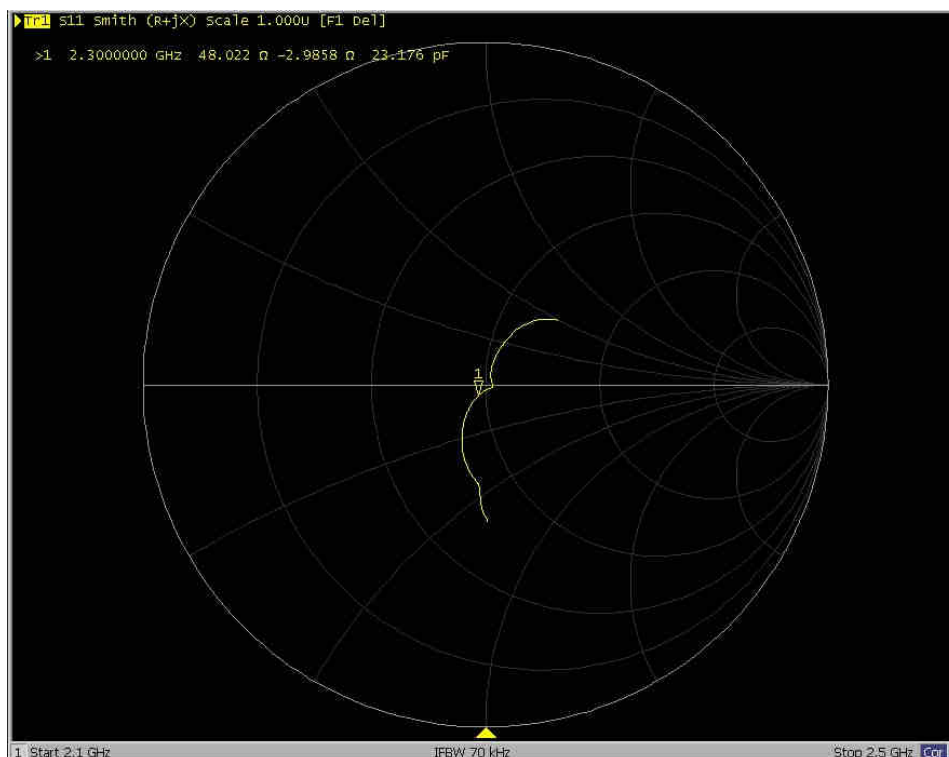 Tr1 S11 Smith (R+jX) Scale 1.000U [F1 Del]
>1 2.3000000 GHz 48.022 Ω -2.9858 Ω 23.176 pF
1
1 Start 2.1 GHz IFBW 70 kHz Stop 2.5 GHz Cor